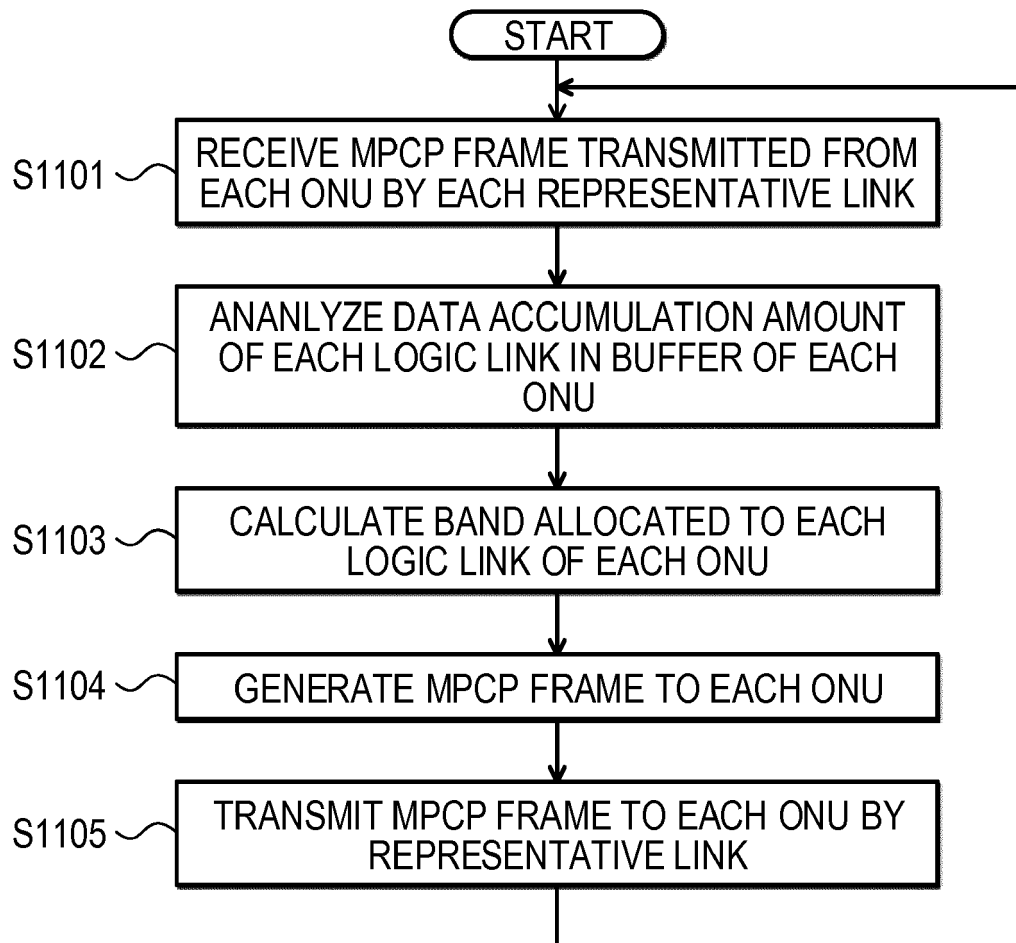 START
S1101
RECEIVE MPCP FRAME TRANSMITTED FROM
EACH ONU BY EACH REPRESENTATIVE LINK
S1102
ANANLYZE DATA ACCUMULATION AMOUNT
OF EACH LOGIC LINK IN BUFFER OF EACH
ONU
S1103
CALCULATE BAND ALLOCATED TO EACH
LOGIC LINK OF EACH ONU
S1104
GENERATE MPCP FRAME TO EACH ONU
S1105
TRANSMIT MPCP FRAME TO EACH ONU BY
REPRESENTATIVE LINK